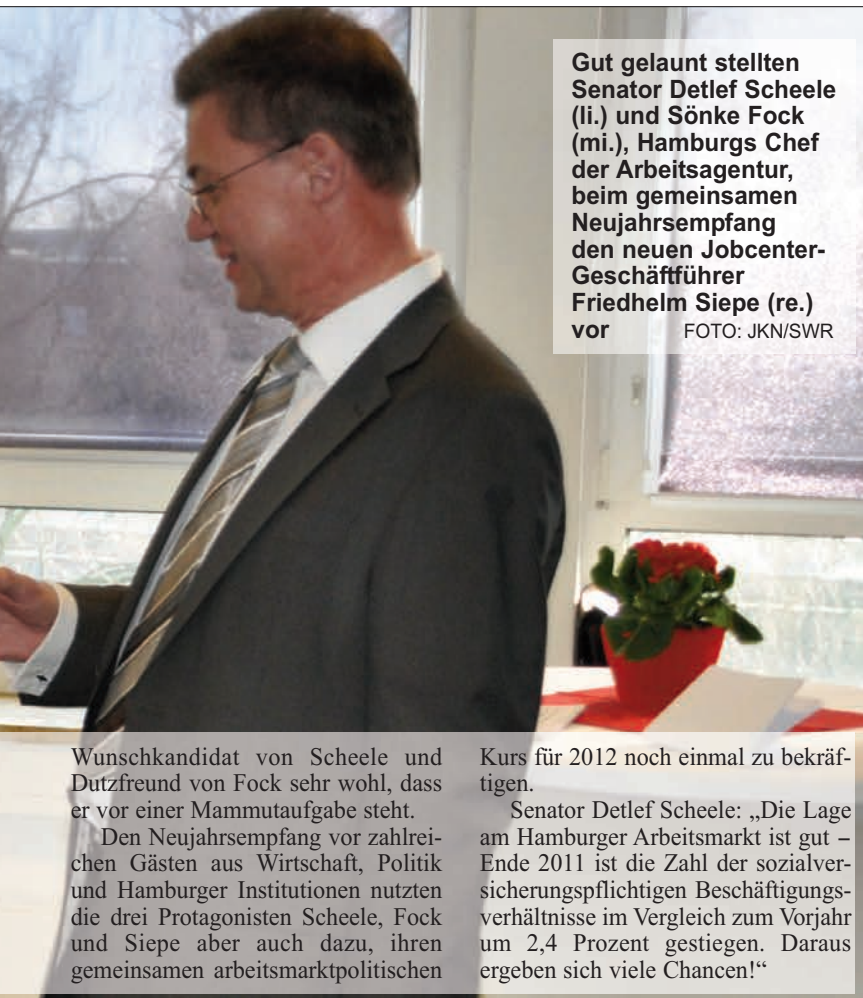 Gut gelaunt stellten
Senator Detlef Scheele
(li.) und Sönke Fock
(mi.), Hamburgs Chef
der Arbeitsagentur,
beim gemeinsamen
Neujahrsempfang
den neuen Jobcenter-
Geschäftführer
Friedhelm Siepe (re.)
vor FOTO: JKN/SWR
Wunschkandidat von Scheele und
Dutzfreund von Fock sehr wohl, dass
er vor einer Mammutaufgabe steht.
Den Neujahrsempfang vor zahlrei-
chen Gästen aus Wirtschaft, Politik
und Hamburger Institutionen nutzten
die drei Protagonisten Scheele, Fock
und Siepe aber auch dazu, ihren
gemeinsamen arbeitsmarktpolitischen
Kurs für 2012 noch einmal zu bekräf-
tigen.
Senator Detlef Scheele: „Die Lage
am Hamburger Arbeitsmarkt ist gut –
Ende 2011 ist die Zahl der sozialver-
sicherungspflichtigen Beschäftigungs-
verhältnisse im Vergleich zum Vorjahr
um 2,4 Prozent gestiegen. Daraus
ergeben sich viele Chancen!“